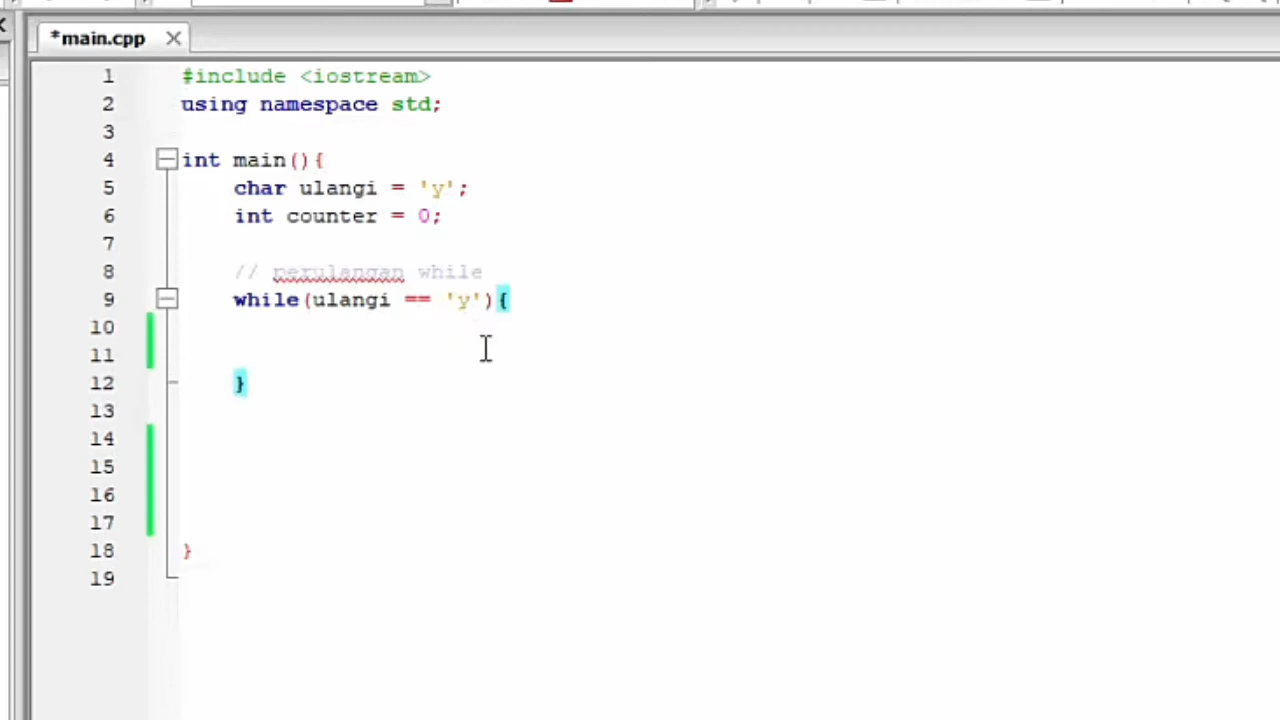 *main.cpp
1 #include <iostream>
2 using namespace std;
3
4 int main(){
5     char ulangi = 'y';
6     int counter = 0;
7
8     // perulangan while
9     while(ulangi == 'y'){
10
11
12     }
13
14
15
16
17
18 }
19